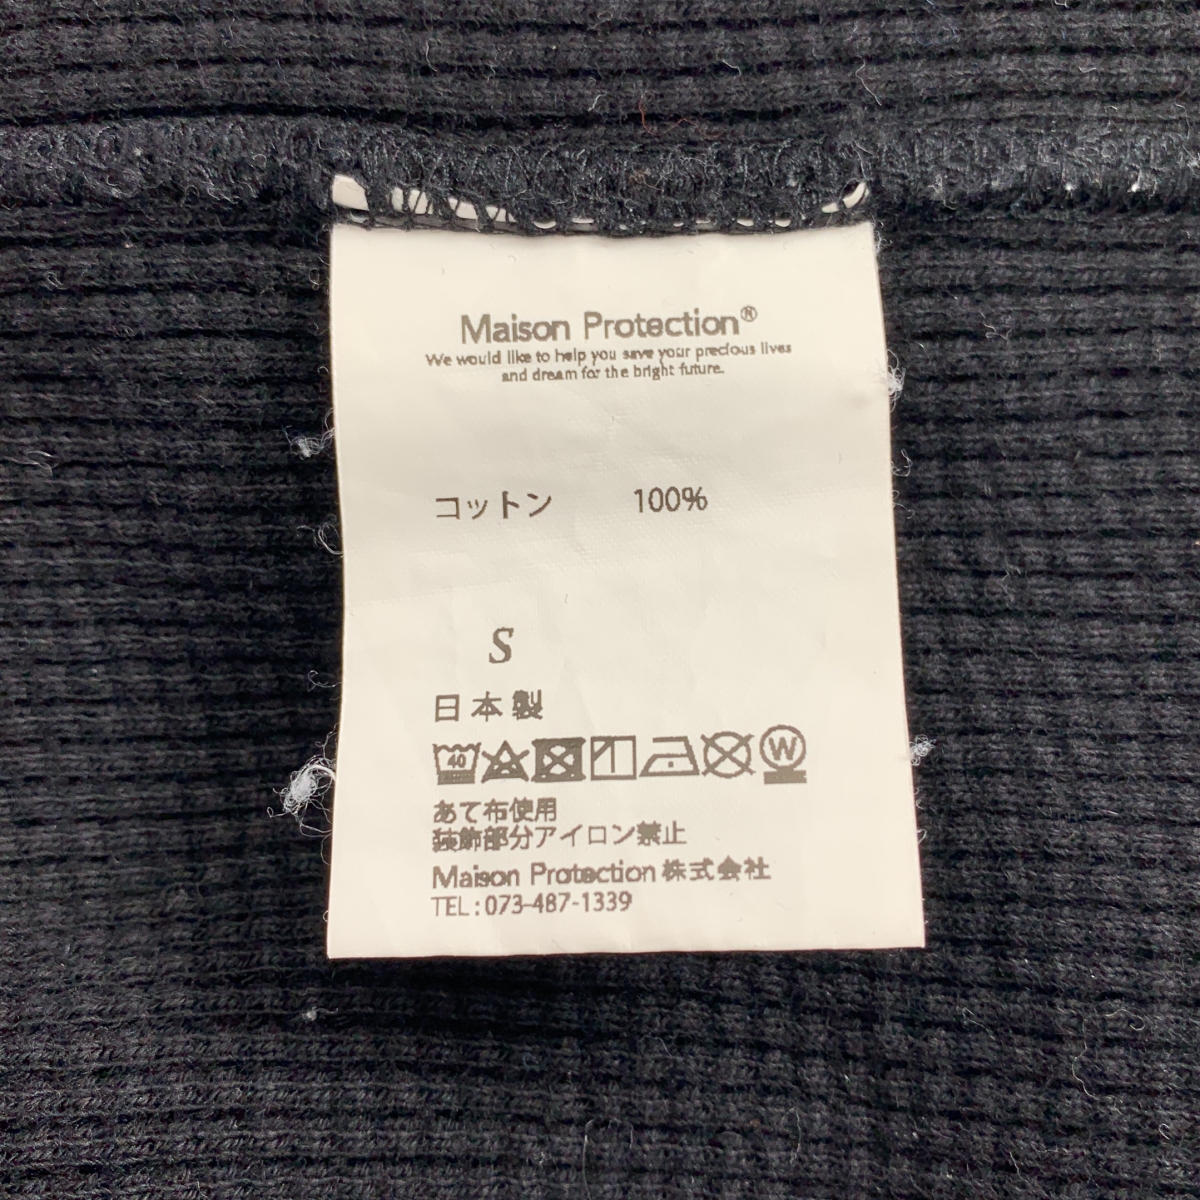 Maison Protection®
We would like to help you save your precious lives
and dream for the bright future.
コットン 100%
S
日本製
40 W
あて布使用
装飾部分アイロン禁止
Maison Protection 株式会社
TEL : 073-487-1339